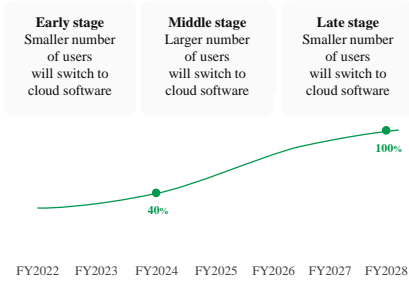 Early stage
Smaller number
of users
will switch to
cloud software
Middle stage
Larger number
of users
will switch to
cloud software
Late stage
Smaller number
of users
will switch to
cloud software
100%
40%
FY2022 FY2023 FY2024 FY2025 FY2026 FY2027 FY2028